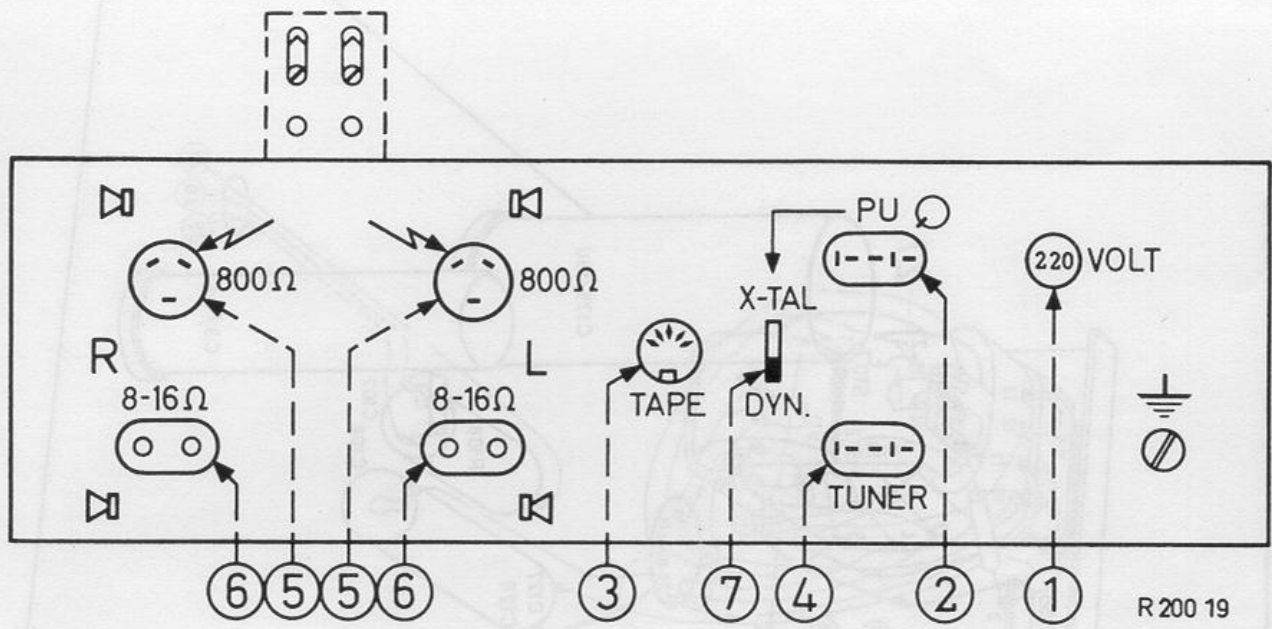 PU
800Ω
800Ω
220 VOLT
X-TAL
R
L
8-16Ω
8-16Ω
TAPE
DYN.
TUNER
6 5 5 6 3 7 4 2 1
R 200 19